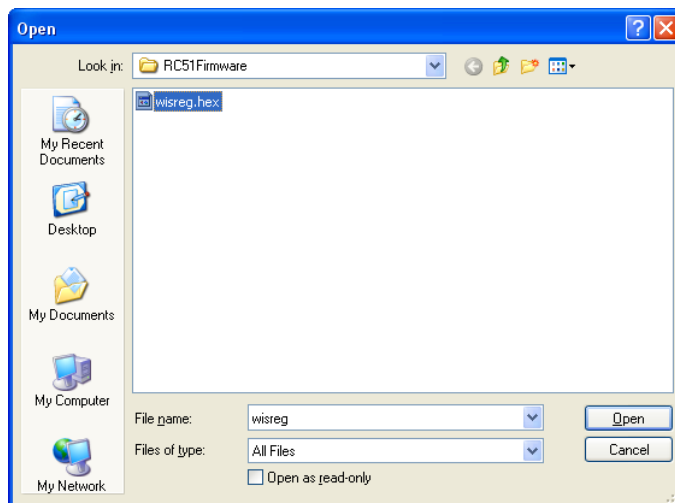 Open
Look in:
RC51Firmware
wisreg.hex
My Recent
Documents
Desktop
My Documents
My Computer
My Network
File name:
wisreg
Open
Files of type:
All Files
Cancel
Open as read-only